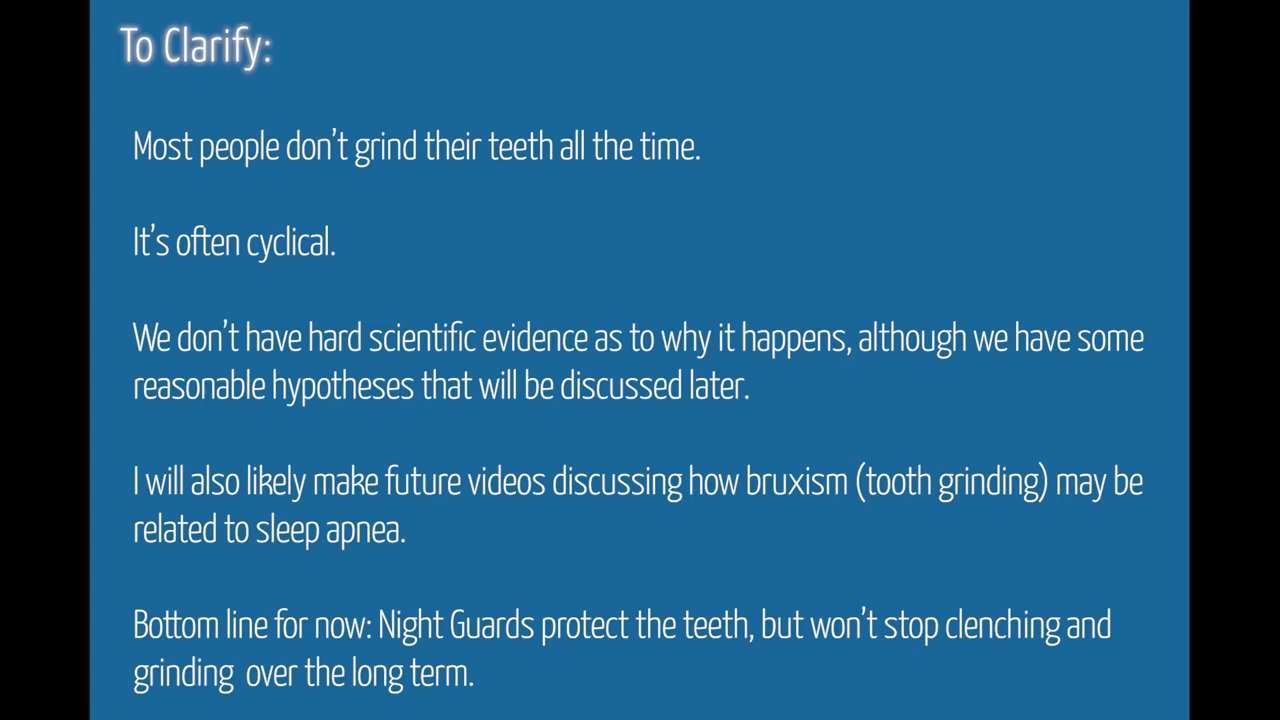 To Clarify:
Most people don't grind their teeth all the time.
It's often cyclical.
We don't have hard scientific evidence as to why it happens, although we have some
reasonable hypotheses that will be discussed later.
I will also likely make future videos discussing how bruxism (tooth grinding) may be
related to sleep apnea.
Bottom line for now: Night Guards protect the teeth, but won't stop clenching and
grinding  over the long term.